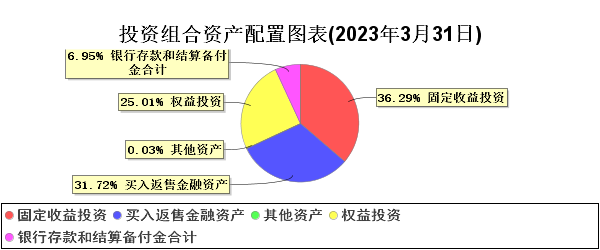 投资组合资产配置图表(2023年3月31日)
6.95% 银行存款和结算备付
金合计
36.29% 固定收益投资
25.01% 权益投资
0.03% 其他资产
31.72% 买入返售金融资产
固定收益投资 买入返售金融资产 其他资产 权益投资
银行存款和结算备付金合计